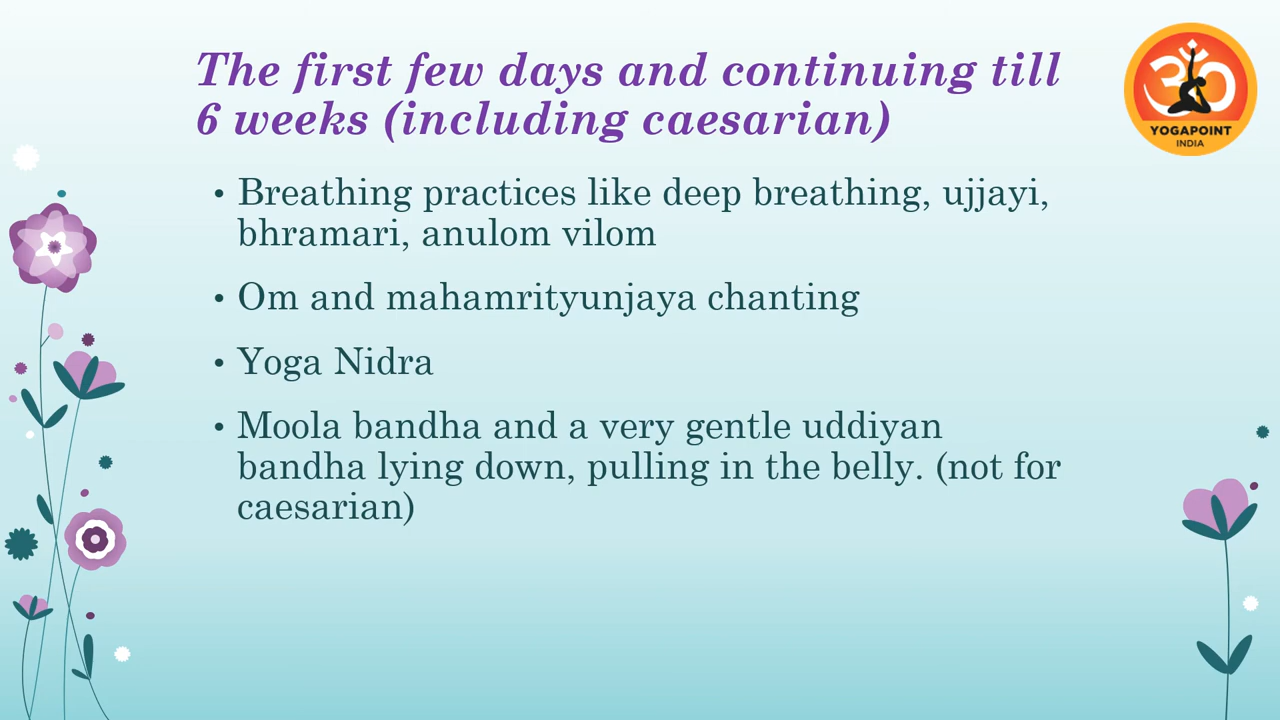 The first few days and continuing till
6 weeks (including caesarian)
YOGAPOINT
INDIA
• Breathing practices like deep breathing, ujjayi,
bhramari, anulom vilom
• Om and mahamrityunjaya chanting
• Yoga Nidra
• Moola bandha and a very gentle uddiyan
bandha lying down, pulling in the belly. (not for
caesarian)